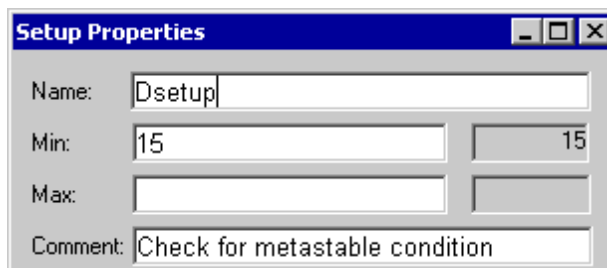 Setup Properties
Name: Dsetup
Min: 15 15
Max:
Comment: Check for metastable condition